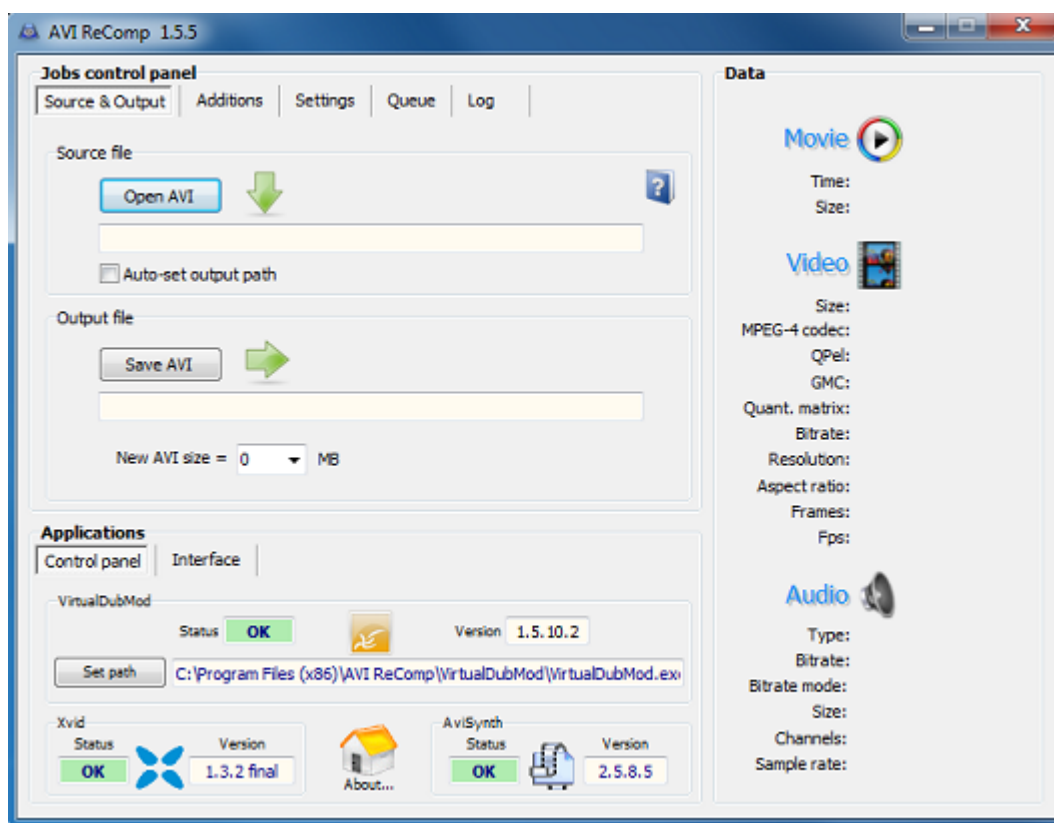 AVI ReComp 1.5.5
Jobs control panel
Source & Output Additions Settings Queue Log
Source file
Open AVI
Auto-set output path
Output file
Save AVI
New AVI size = 0 MB
Applications
Control panel Interface
VirtualDubMod
Status OK Version 1.5.10.2
Set path C:\Program Files (x86)\AVI ReComp\VirtualDubMod\VirtualDubMod.ex
Xvid
Status Version
OK 1.3.2 final
About...
AviSynth
Status Version
OK 2.5.8.5
Data
Movie
Time:
Size:
Video
Size:
MPEG-4 codec:
QPel:
GMC:
Quant. matrix:
Bitrate:
Resolution:
Aspect ratio:
Frames:
Fps:
Audio
Type:
Bitrate:
Bitrate mode:
Size:
Channels:
Sample rate: